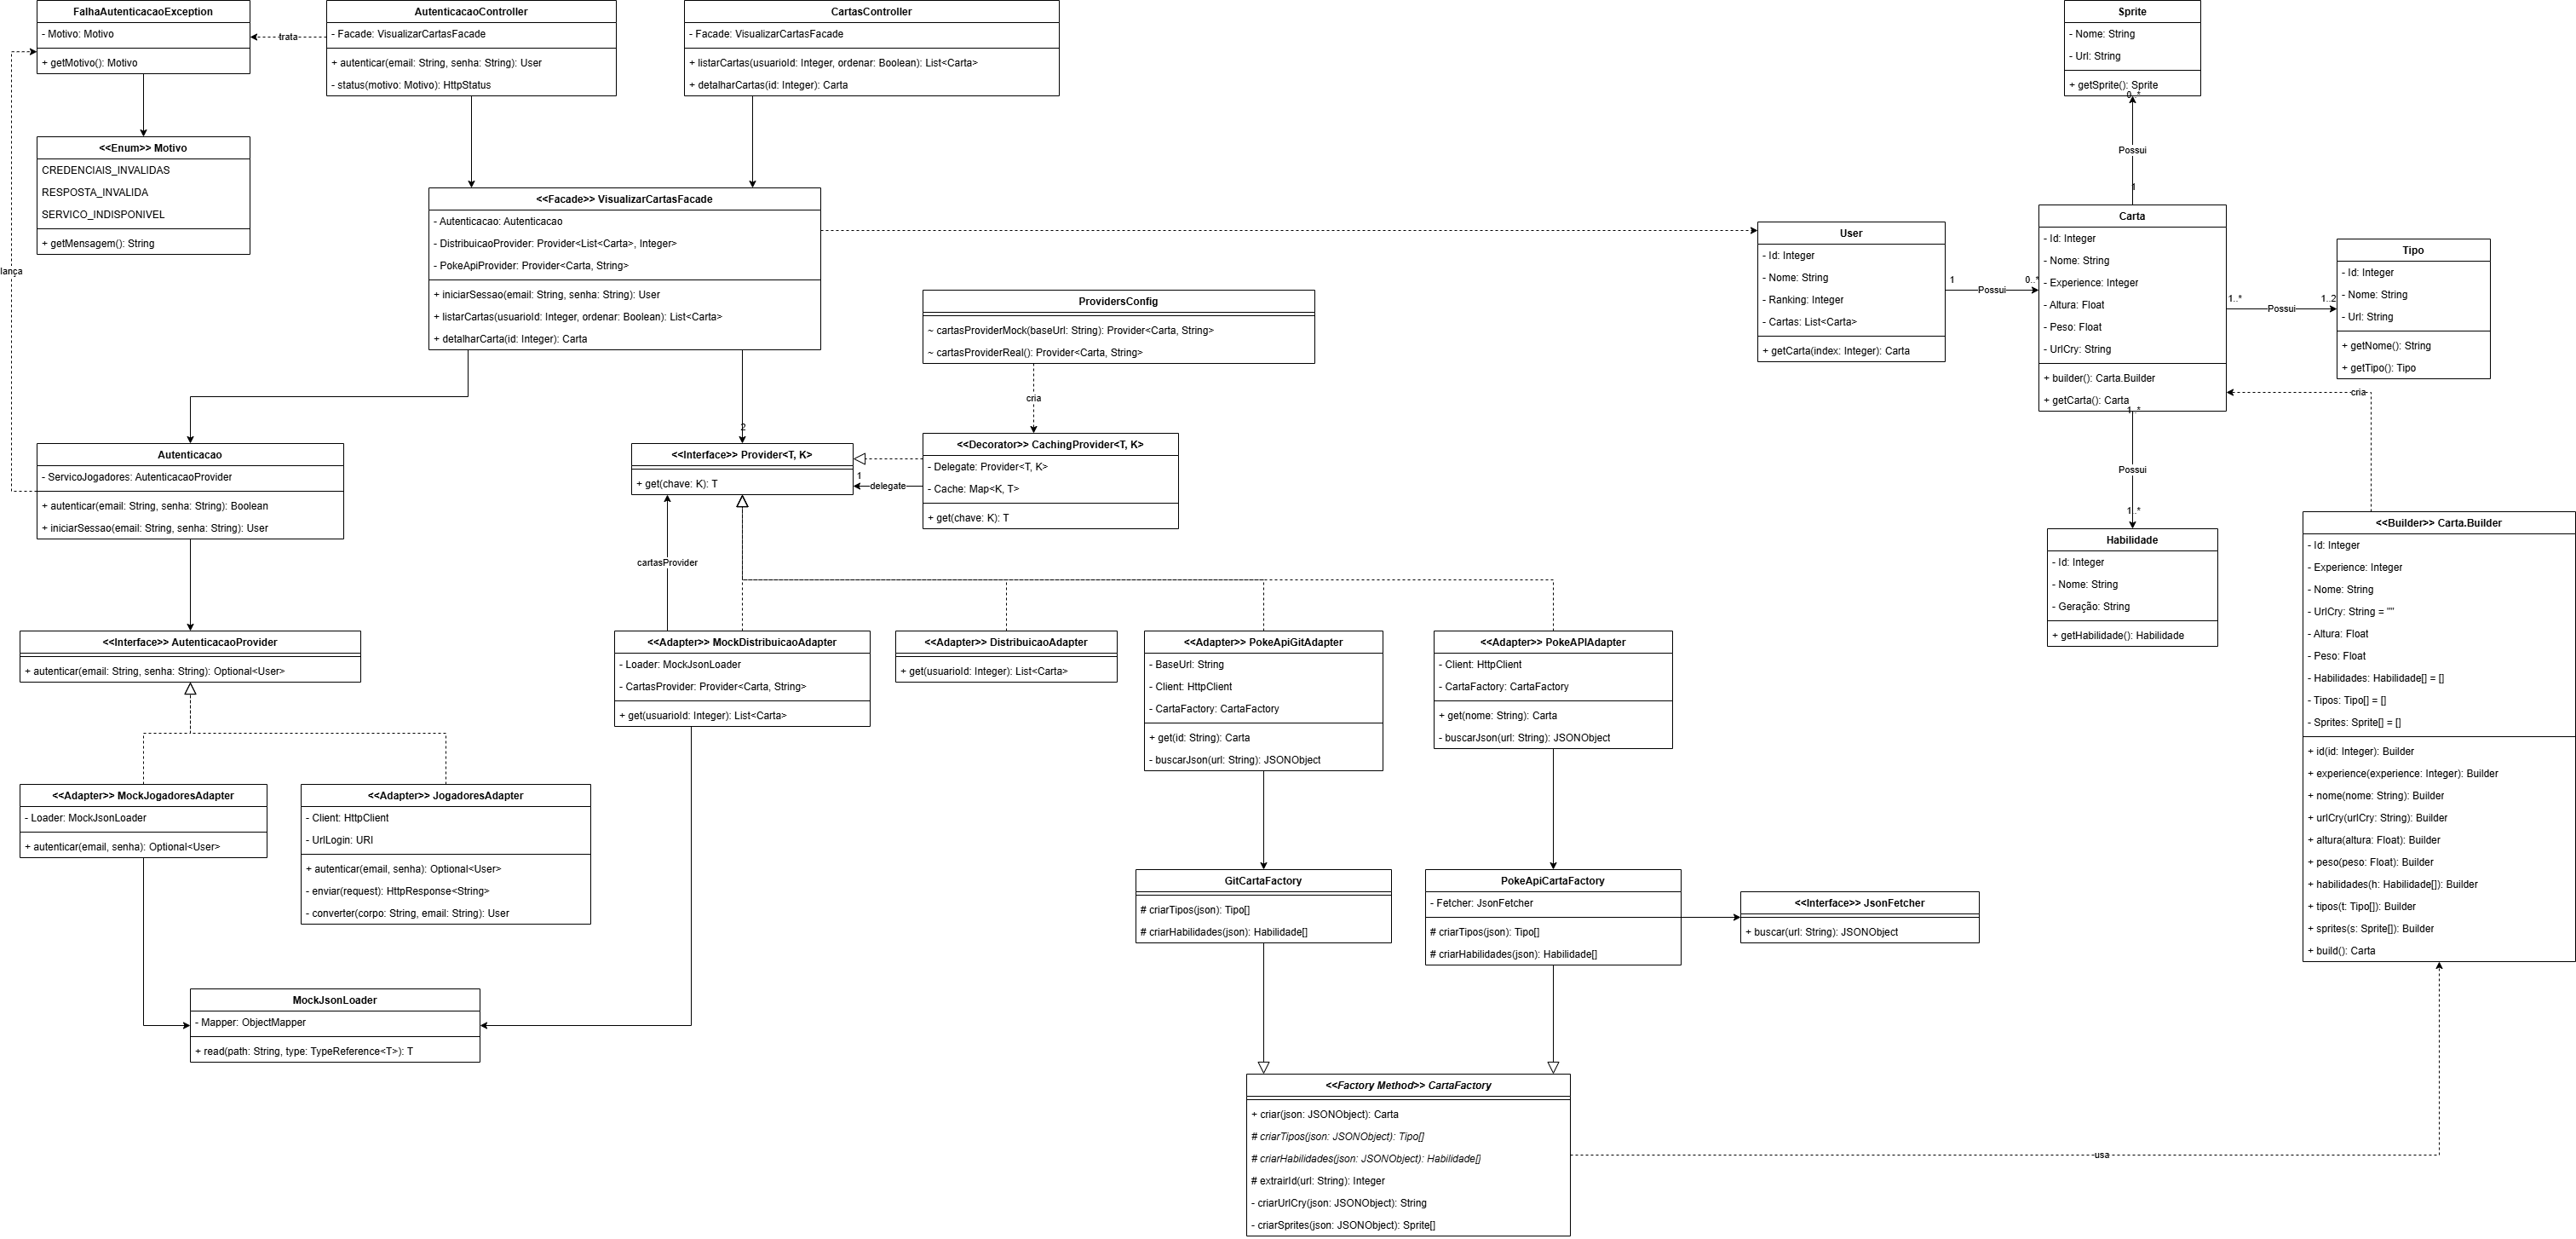 FalhaAutenticacaoException
- Motivo: Motivo
+ getMotivo(): Motivo
trata
AutenticacaoController
- Facade: VisualizarCartasFacade
+ autenticar(email: String, senha: String): User
- status(motivo: Motivo): HttpStatus
CartasController
- Facade: VisualizarCartasFacade
+ listarCartas(usuarioId: Integer, ordenar: Boolean): List<Carta>
+ detalharCartas(id: Integer): Carta
Sprite
- Nome: String
- Url: String
+ getSprite(): Sprite
0..*
Possui
1
<<Enum>> Motivo
CREDENCIAIS_INVALIDAS
RESPOSTA_INVALIDA
SERVICO_INDISPONIVEL
+ getMensagem(): String
lança
<<Facade>> VisualizarCartasFacade
- Autenticacao: Autenticacao
- DistribuicaoProvider: Provider<List<Carta>, Integer>
- PokeApiProvider: Provider<Carta, String>
+ iniciarSessao(email: String, senha: String): User
+ listarCartas(usuarioId: Integer, ordenar: Boolean): List<Carta>
+ detalharCarta(id: Integer): Carta
User
- Id: Integer
- Nome: String
- Ranking: Integer
- Cartas: List<Carta>
+ getCarta(index: Integer): Carta
1
Possui
0..*
Carta
- Id: Integer
- Nome: String
- Experience: Integer
- Altura: Float
- Peso: Float
- UrlCry: String
+ builder(): Carta.Builder
+ getCarta(): Carta
1..*
Possui
1..2
Tipo
- Id: Integer
- Nome: String
- Url: String
+ getNome(): String
+ getTipo(): Tipo
cria
ProvidersConfig
~ cartasProviderMock(baseUrl: String): Provider<Carta, String>
~ cartasProviderReal(): Provider<Carta, String>
cria
1..*
Possui
1..*
Autenticacao
- ServicoJogadores: AutenticacaoProvider
+ autenticar(email: String, senha: String): Boolean
+ iniciarSessao(email: String, senha: String): User
2
<<Interface>> Provider<T, K>
+ get(chave: K): T
1
delegate
<<Decorator>> CachingProvider<T, K>
- Delegate: Provider<T, K>
- Cache: Map<K, T>
+ get(chave: K): T
cartasProvider
Habilidade
- Id: Integer
- Nome: String
- Geração: String
+ getHabilidade(): Habilidade
<<Builder>> Carta.Builder
- Id: Integer
- Experience: Integer
- Nome: String
- UrlCry: String = ""
- Altura: Float
- Peso: Float
- Habilidades: Habilidade[] = []
- Tipos: Tipo[] = []
- Sprites: Sprite[] = []
+ id(id: Integer): Builder
+ experience(experience: Integer): Builder
+ nome(nome: String): Builder
+ urlCry(urlCry: String): Builder
+ altura(altura: Float): Builder
+ peso(peso: Float): Builder
+ habilidades(h: Habilidade[]): Builder
+ tipos(t: Tipo[]): Builder
+ sprites(s: Sprite[]): Builder
+ build(): Carta
<<Interface>> AutenticacaoProvider
+ autenticar(email: String, senha: String): Optional<User>
<<Adapter>> MockDistribuicaoAdapter
- Loader: MockJsonLoader
- CartasProvider: Provider<Carta, String>
+ get(usuarioId: Integer): List<Carta>
<<Adapter>> DistribuicaoAdapter
+ get(usuarioId: Integer): List<Carta>
<<Adapter>> PokeApiGitAdapter
- BaseUrl: String
- Client: HttpClient
- CartaFactory: CartaFactory
+ get(id: String): Carta
- buscarJson(url: String): JSONObject
<<Adapter>> PokeAPIAdapter
- Client: HttpClient
- CartaFactory: CartaFactory
+ get(nome: String): Carta
- buscarJson(url: String): JSONObject
<<Adapter>> MockJogadoresAdapter
- Loader: MockJsonLoader
+ autenticar(email, senha): Optional<User>
<<Adapter>> JogadoresAdapter
- Client: HttpClient
- UrlLogin: URI
+ autenticar(email, senha): Optional<User>
- enviar(request): HttpResponse<String>
- converter(corpo: String, email: String): User
GitCartaFactory
# criarTipos(json): Tipo[]
# criarHabilidades(json): Habilidade[]
PokeApiCartaFactory
- Fetcher: JsonFetcher
# criarTipos(json): Tipo[]
# criarHabilidades(json): Habilidade[]
<<Interface>> JsonFetcher
+ buscar(url: String): JSONObject
MockJsonLoader
- Mapper: ObjectMapper
+ read(path: String, type: TypeReference<T>): T
<<Factory Method>> CartaFactory
+ criar(json: JSONObject): Carta
# criarTipos(json: JSONObject): Tipo[]
# criarHabilidades(json: JSONObject): Habilidade[]
# extrairId(url: String): Integer
- criarUrlCry(json: JSONObject): String
- criarSprites(json: JSONObject): Sprite[]
usa